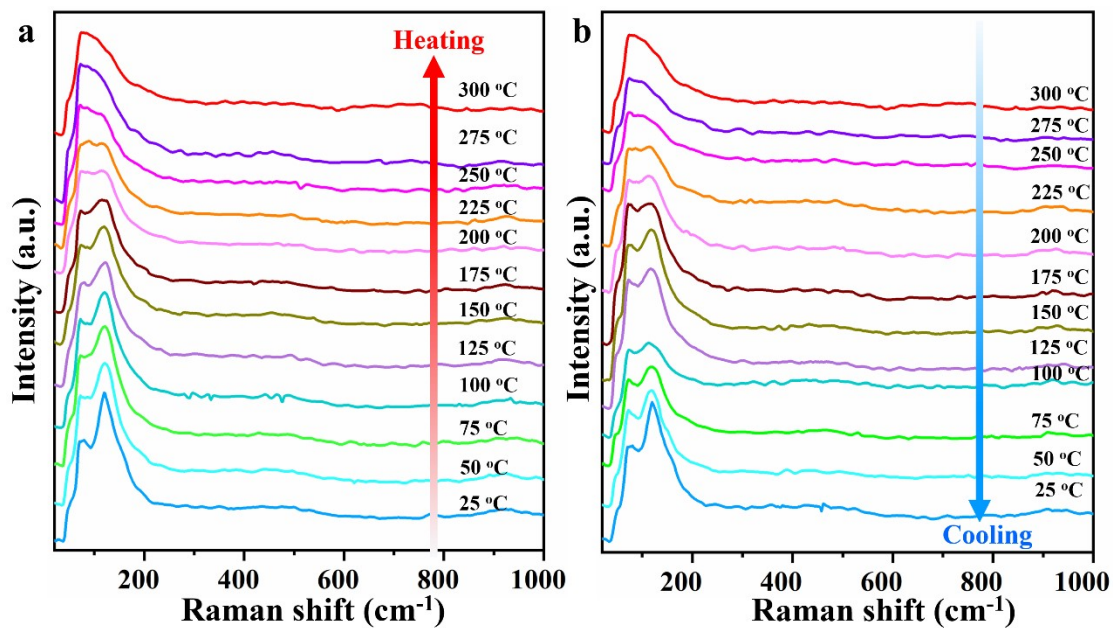 a
Heating
300 °C
275 °C
250 °C
225 °C
200 °C
175 °C
150 °C
125 °C
100 °C
75 °C
50 °C
25 °C
Intensity (a.u.)
200 400 600 800 1000
Raman shift (cm⁻¹)
b
300 °C
275 °C
250 °C
225 °C
200 °C
175 °C
150 °C
125 °C
100 °C
75 °C
50 °C
25 °C
Cooling
Intensity (a.u.)
200 400 600 800 1000
Raman shift (cm⁻¹)